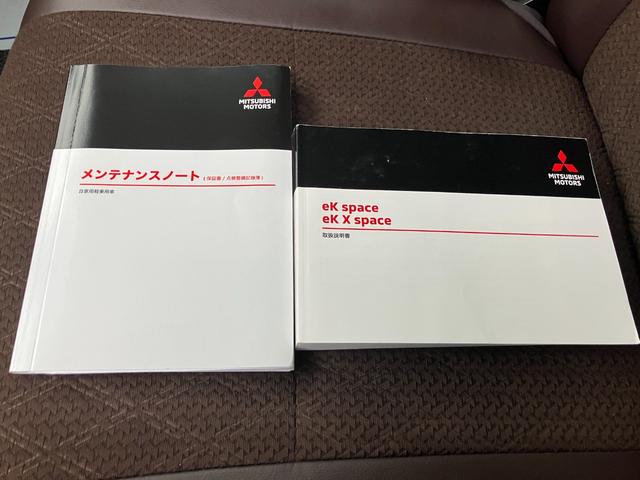 MITSUBISHI
MOTORS
メンテナンスノート (保証書/点検整備記録簿)
自家用軽乗用車
MITSUBISHI
MOTORS
eK space
eK X space
取扱説明書